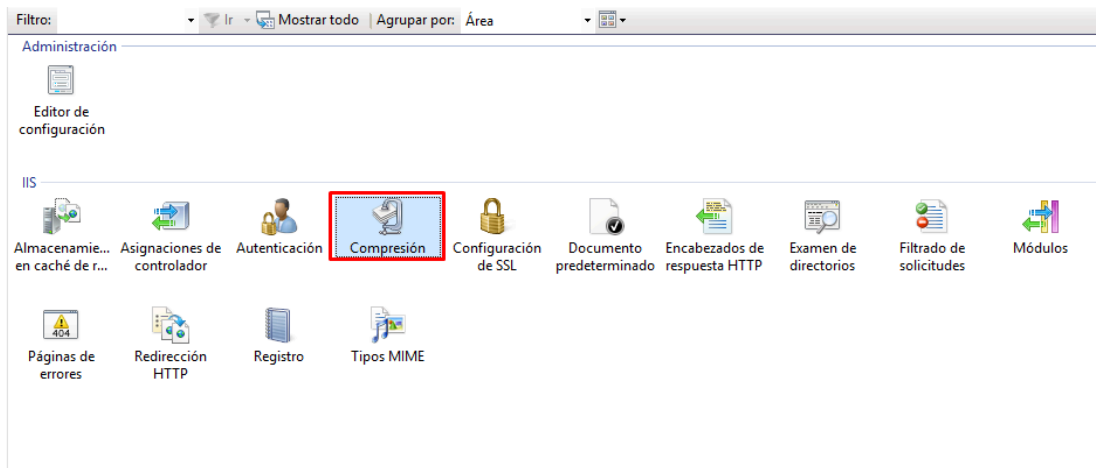 Filtro: Ir Mostrar todo Agrupar por: Área
Administración
Editor de
configuración
IIS
Almacenamie... Asignaciones de Autenticación Compresión Configuración Documento Encabezados de Examen de Filtrado de Módulos
en caché de r... controlador de SSL predeterminado respuesta HTTP directorios solicitudes
404
Páginas de Redirección Registro Tipos MIME
errores HTTP